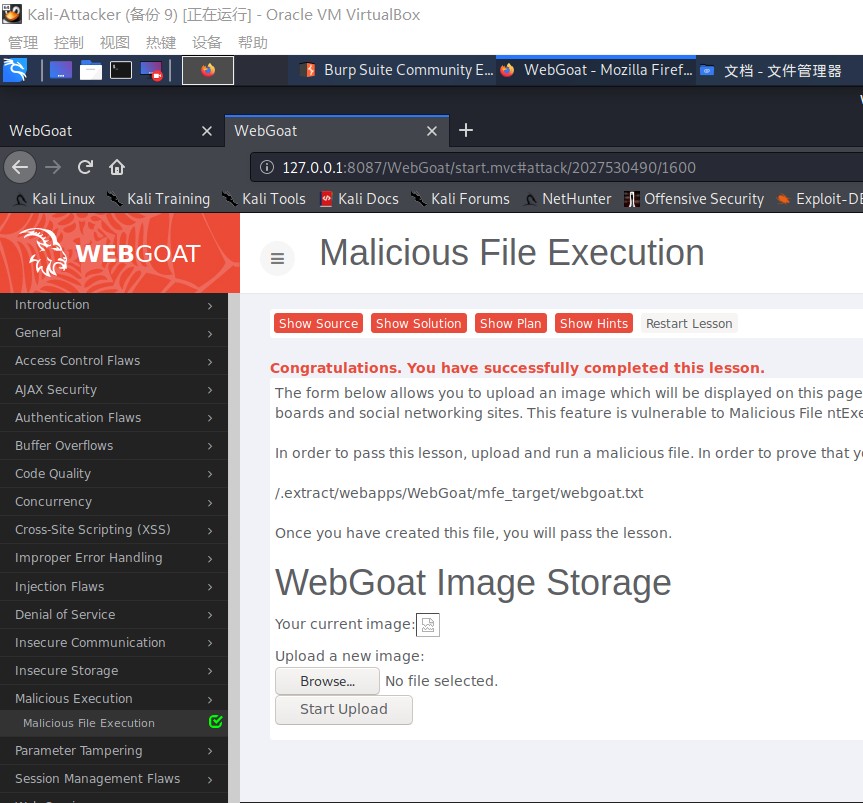 Kali-Attacker (备份 9) [正在运行] - Oracle VM VirtualBox
管理 控制 视图 热键 设备 帮助
Burp Suite Community E... WebGoat - Mozilla Firef... 文档 - 文件管理器
WebGoat WebGoat
127.0.0.1:8087/WebGoat/start.mvc#attack/2027530490/1600
Kali Linux Kali Training Kali Tools Kali Docs Kali Forums NetHunter Offensive Security Exploit-DB
WEBGOAT
Malicious File Execution
Introduction
General
Access Control Flaws
AJAX Security
Authentication Flaws
Buffer Overflows
Code Quality
Concurrency
Cross-Site Scripting (XSS)
Improper Error Handling
Injection Flaws
Denial of Service
Insecure Communication
Insecure Storage
Malicious Execution
Malicious File Execution
Parameter Tampering
Session Management Flaws
Show Source Show Solution Show Plan Show Hints Restart Lesson
Congratulations. You have successfully completed this lesson.
The form below allows you to upload an image which will be displayed on this page
boards and social networking sites. This feature is vulnerable to Malicious File ntExe
In order to pass this lesson, upload and run a malicious file. In order to prove that y
/.extract/webapps/WebGoat/mfe_target/webgoat.txt
Once you have created this file, you will pass the lesson.
WebGoat Image Storage
Your current image:
Upload a new image:
Browse... No file selected.
Start Upload